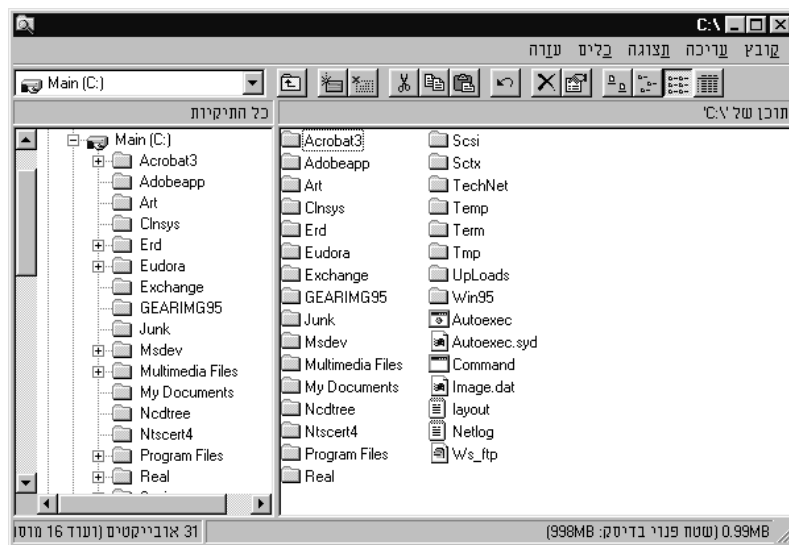 C:\
קובץ עריכה תצוגה כלים עזרה
Main (C:)
כל התיקיות
תוכן של 'C:\'
Main (C:)
Acrobat3
Adobeapp
Art
Clnsys
Erd
Eudora
Exchange
GEARIMG95
Junk
Msdev
Multimedia Files
My Documents
Ncdtree
Ntscert4
Program Files
Real
Acrobat3
Adobeapp
Art
Clnsys
Erd
Eudora
Exchange
GEARIMG95
Junk
Msdev
Multimedia Files
My Documents
Ncdtree
Ntscert4
Program Files
Real
Scsi
Sctx
TechNet
Temp
Term
Tmp
UpLoads
Win95
Autoexec
Autoexec.syd
Command
Image.dat
layout
Netlog
Ws_ftp
31 אובייקטים (ועוד 16 מוסו
0.99MB (שטח פנוי בדיסק: 998MB)